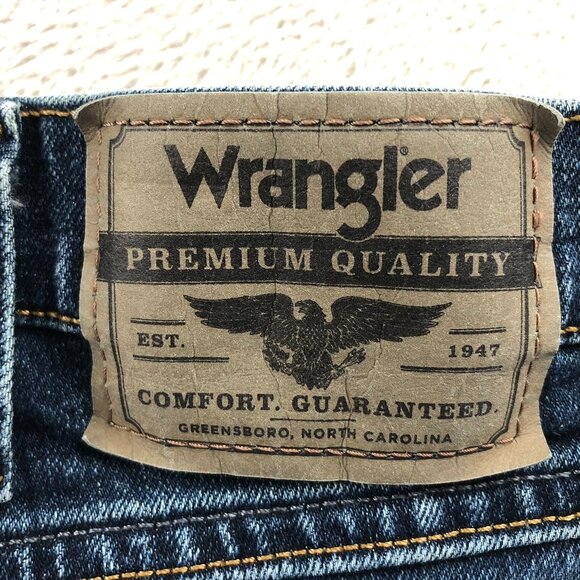 Wrangler®
PREMIUM QUALITY
EST. 1947
COMFORT. GUARANTEED.
GREENSBORO, NORTH CAROLINA